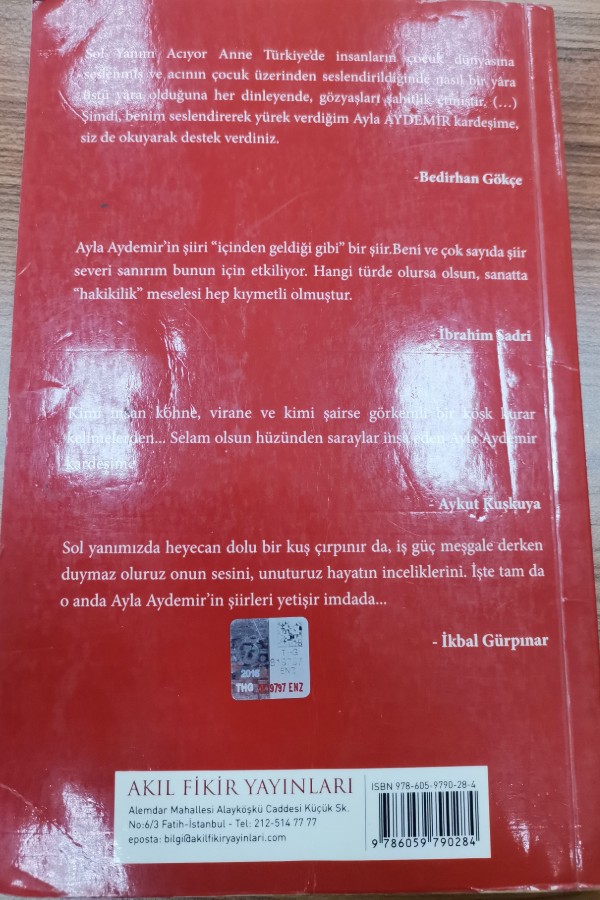 Sol Yanım Acıyor Anne Türkiye'de insanların çocuk dünyasına
seslenmiş ve acının çocuk üzerinden seslendirildiğinde nasıl bir yara
üstü yara olduğuna her dinleyende, gözyaşları şahitlik etmiştir. (...)
Şimdi, benim seslendirerek yürek verdiğim Ayla AYDEMİR kardeşime,
siz de okuyarak destek verdiniz.
-Bedirhan Gökçe
Ayla Aydemir'in şiiri "içinden geldiği gibi" bir şiir.Beni ve çok sayıda şiir
severi sanırım bunun için etkiliyor. Hangi türde olursa olsun, sanatta
"hakikilik" meselesi hep kıymetli olmuştur.
- İbrahim Sadri
Kimi insan köhne, virane ve kimi şairse görkemli bir köşk kurar
kelimelerden... Selam olsun hüzünden saraylar inşa eden Ayla Aydemir
kardeşime
- Aykut Kuşkaya
Sol yanımızda heyecan dolu bir kuş çırpınır da, iş güç meşgale derken
duymaz oluruz onun sesini, unuturuz hayatın inceliklerini. İşte tam da
o anda Ayla Aydemir'in şiirleri yetişir imdada...
- İkbal Gürpınar
2016
THG 9797 ENZ
AKIL FİKİR YAYINLARI
Alemdar Mahallesi Alayköşkü Caddesi Küçük Sk.
No:6/3 Fatih-İstanbul - Tel: 212-514 77 77
eposta: bilgi@akilfikiryayinlari.com
ISBN 978-605-9790-28-4
9 786059 790284